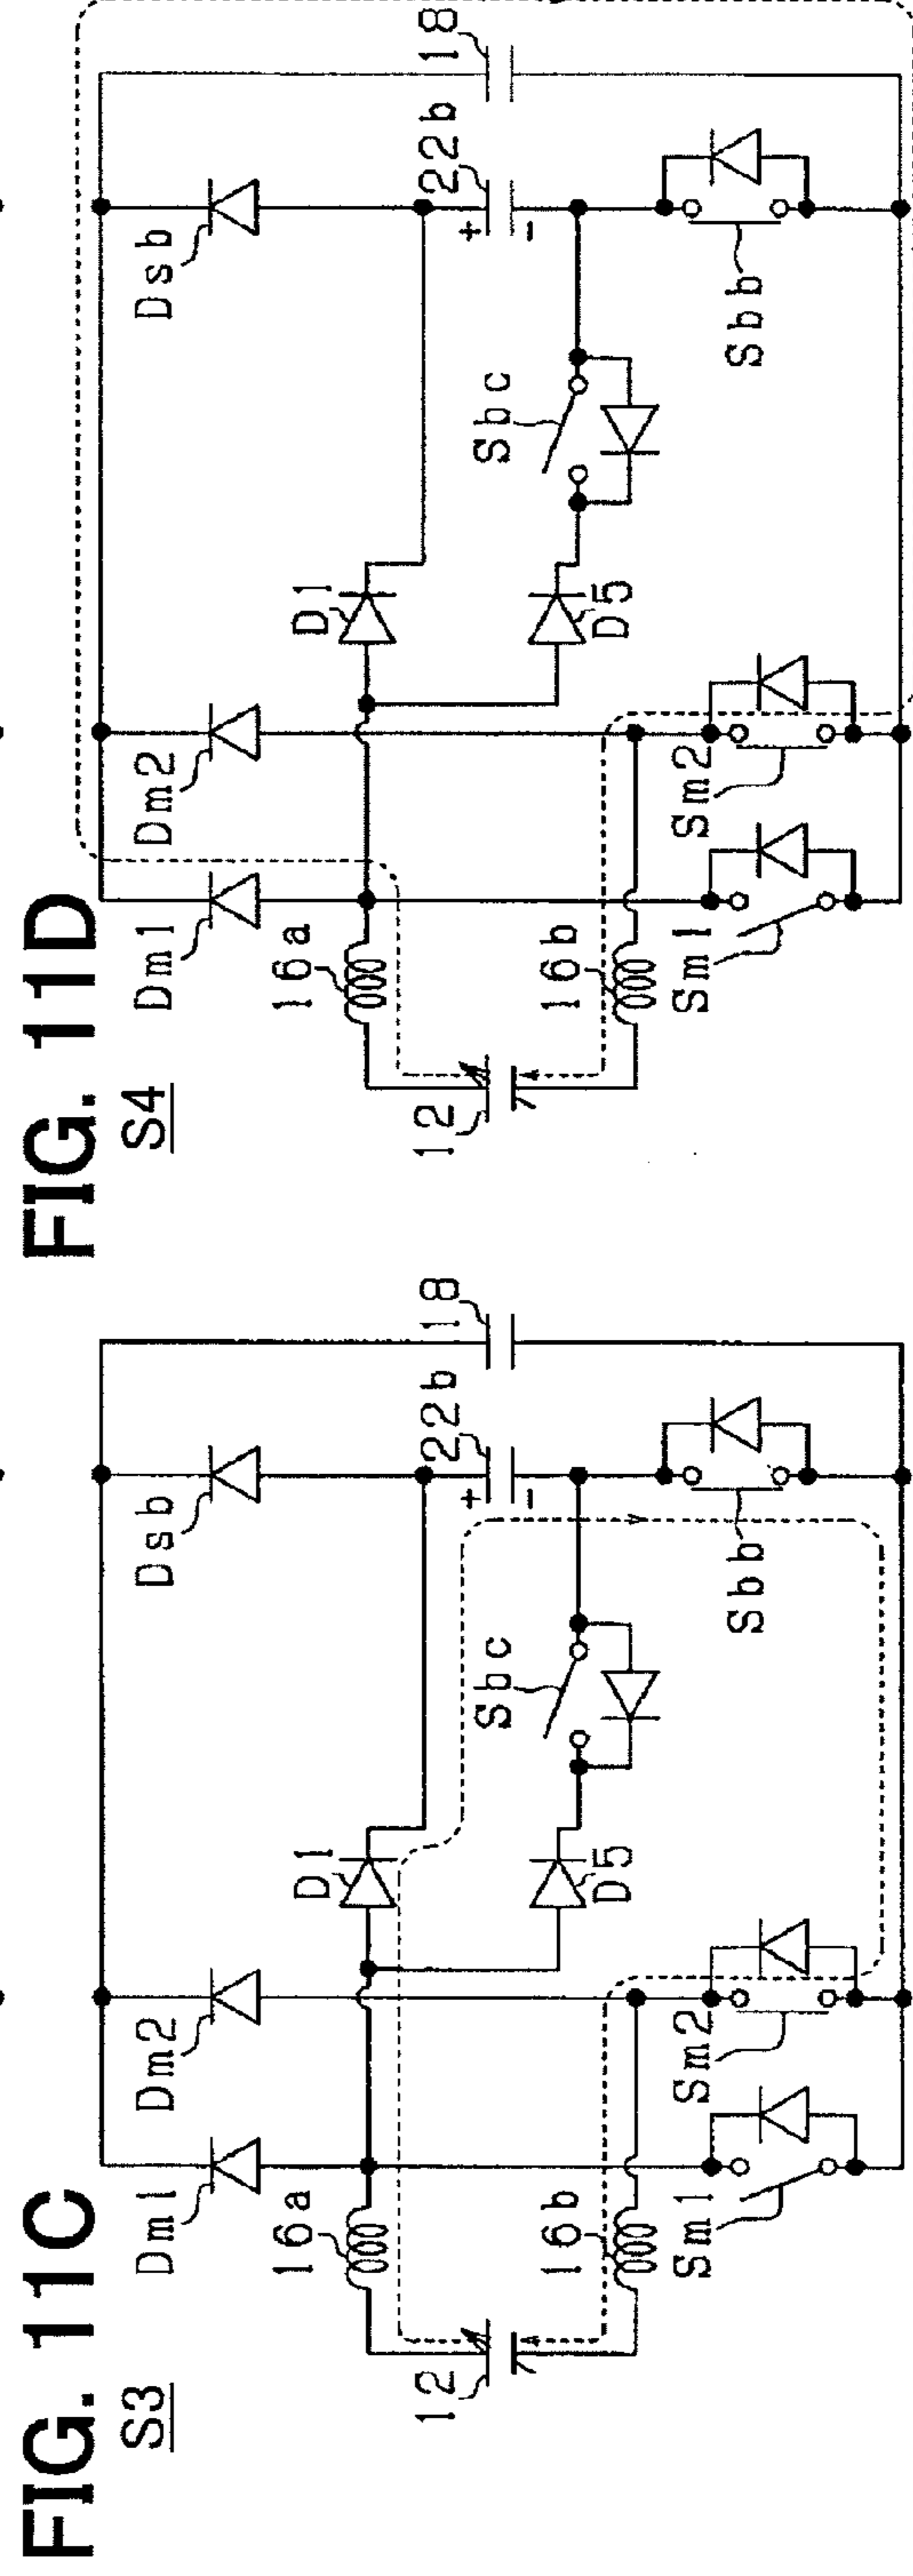 FIG. 11C
S3
Dm1
Dm2
Dsb
16a
D1
18
22b
+
-
12
Sbc
16b
D5
Sm1
Sm2
Sbb
FIG. 11D
S4
Dm1
Dm2
Dsb
16a
D1
18
22b
+
-
12
Sbc
16b
D5
Sm1
Sm2
Sbb